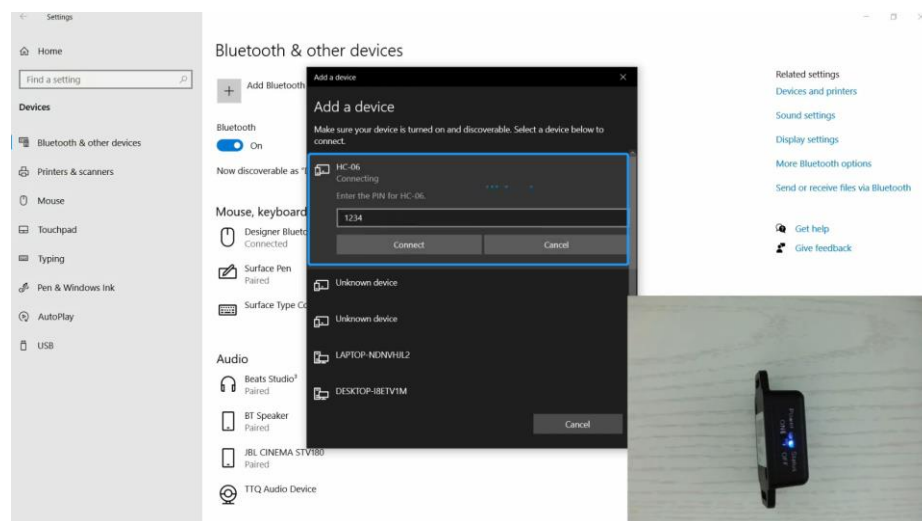 Settings
Home
Find a setting
Devices
Bluetooth & other devices
Printers & scanners
Mouse
Touchpad
Typing
Pen & Windows Ink
AutoPlay
USB
Bluetooth & other devices
Add Bluetooth
Bluetooth
On
Now discoverable as
Mouse, keyboard
Designer Blueto
Connected
Surface Pen
Paired
Surface Type Co
Audio
Beats Studio³
Paired
BT Speaker
Paired
JBL CINEMA STV180
Paired
TTQ Audio Device
Add a device
Add a device
Make sure your device is turned on and discoverable. Select a device below to
connect.
HC-06
Connecting
Enter the PIN for HC-06.
1234
Connect
Cancel
Unknown device
Unknown device
LAPTOP-NDNVHJL2
DESKTOP-I8ETV1M
Cancel
Related settings
Devices and printers
Sound settings
Display settings
More Bluetooth options
Send or receive files via Bluetooth
Get help
Give feedback
Power Status
OFF